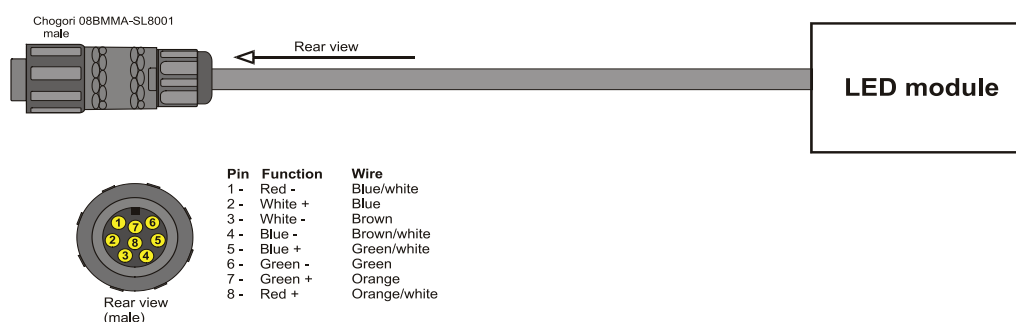 Chogori 08BMMA-SL8001
male
Rear view
LED module
Pin Function Wire
1 - Red - Blue/white
2 - White + Blue
3 - White - Brown
4 - Blue - Brown/white
5 - Blue + Green/white
6 - Green - Green
7 - Green + Orange
8 - Red + Orange/white
1 7 6
2 8 5
3 4
Rear view
(male)